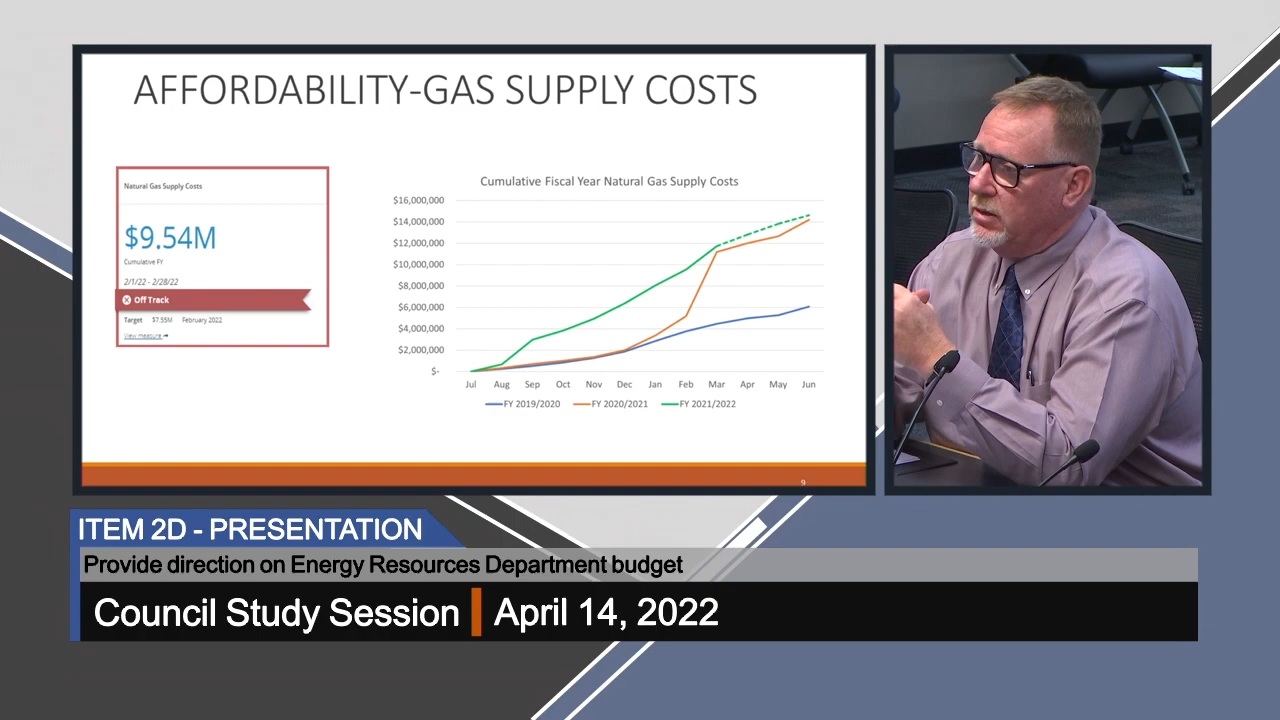 AFFORDABILITY-GAS SUPPLY COSTS
Natural Gas Supply Costs
$9.54M
Cumulative FY
2/1/22 - 2/28/22
Off Track
Target $7.55M February 2022
View measure
Cumulative Fiscal Year Natural Gas Supply Costs
$16,000,000
$14,000,000
$12,000,000
$10,000,000
$8,000,000
$6,000,000
$4,000,000
$2,000,000
$-
Jul Aug Sep Oct Nov Dec Jan Feb Mar Apr May Jun
FY 2019/2020 FY 2020/2021 FY 2021/2022
9
ITEM 2D - PRESENTATION
Provide direction on Energy Resources Department budget
Council Study Session April 14, 2022